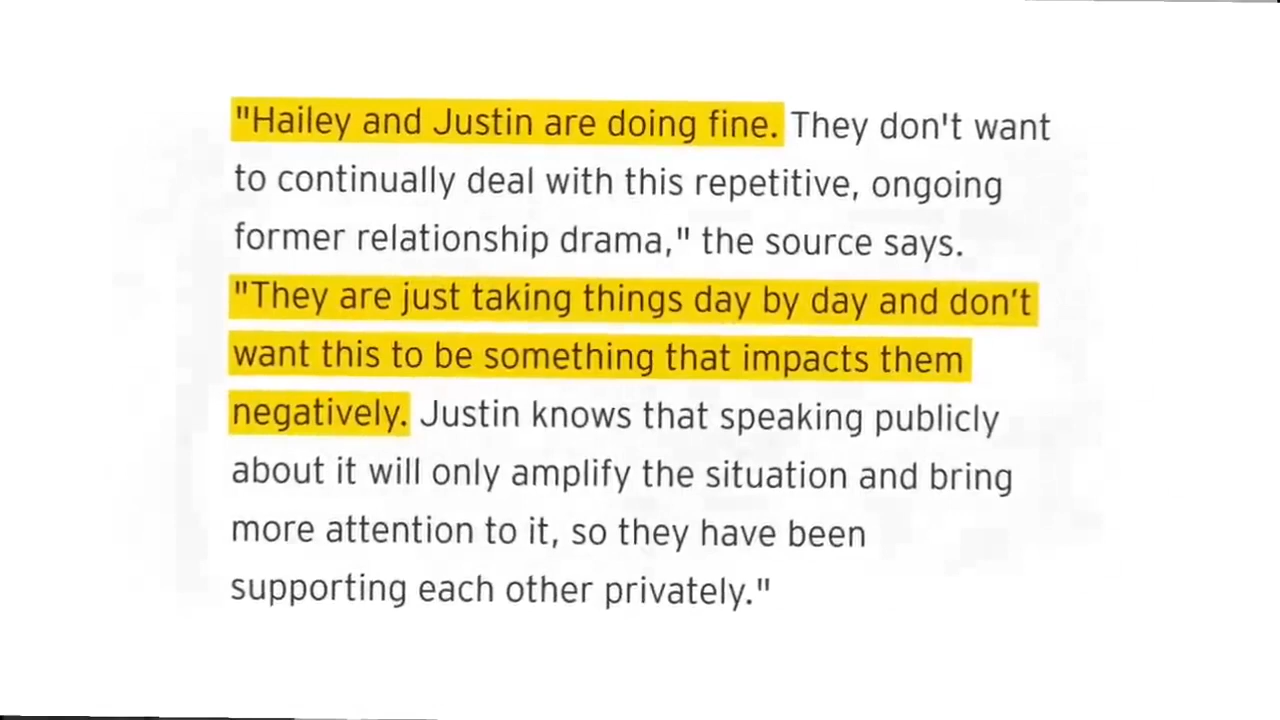 "Hailey and Justin are doing fine. They don't want
to continually deal with this repetitive, ongoing
former relationship drama," the source says.
"They are just taking things day by day and don’t
want this to be something that impacts them
negatively. Justin knows that speaking publicly
about it will only amplify the situation and bring
more attention to it, so they have been
supporting each other privately."